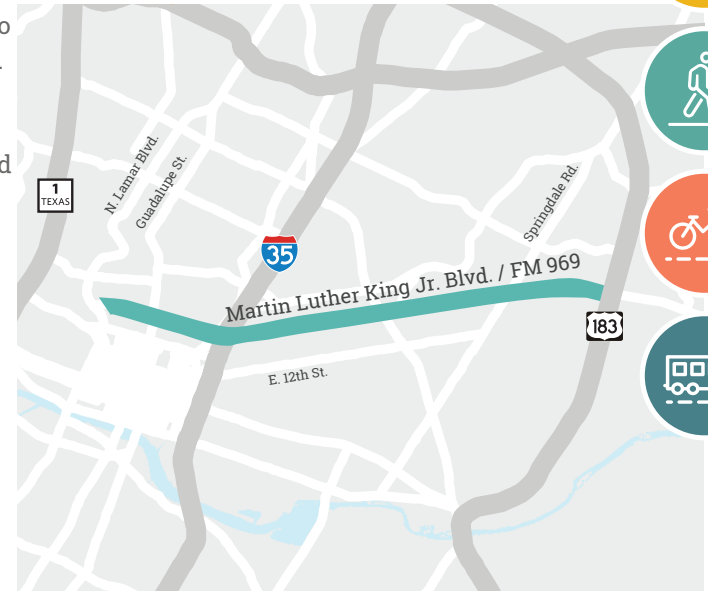 o
d
1
TEXAS
N. Lamar Blvd.
Guadalupe St.
Springdale Rd.
35
Martin Luther King Jr. Blvd. / FM 969
183
E. 12th St.